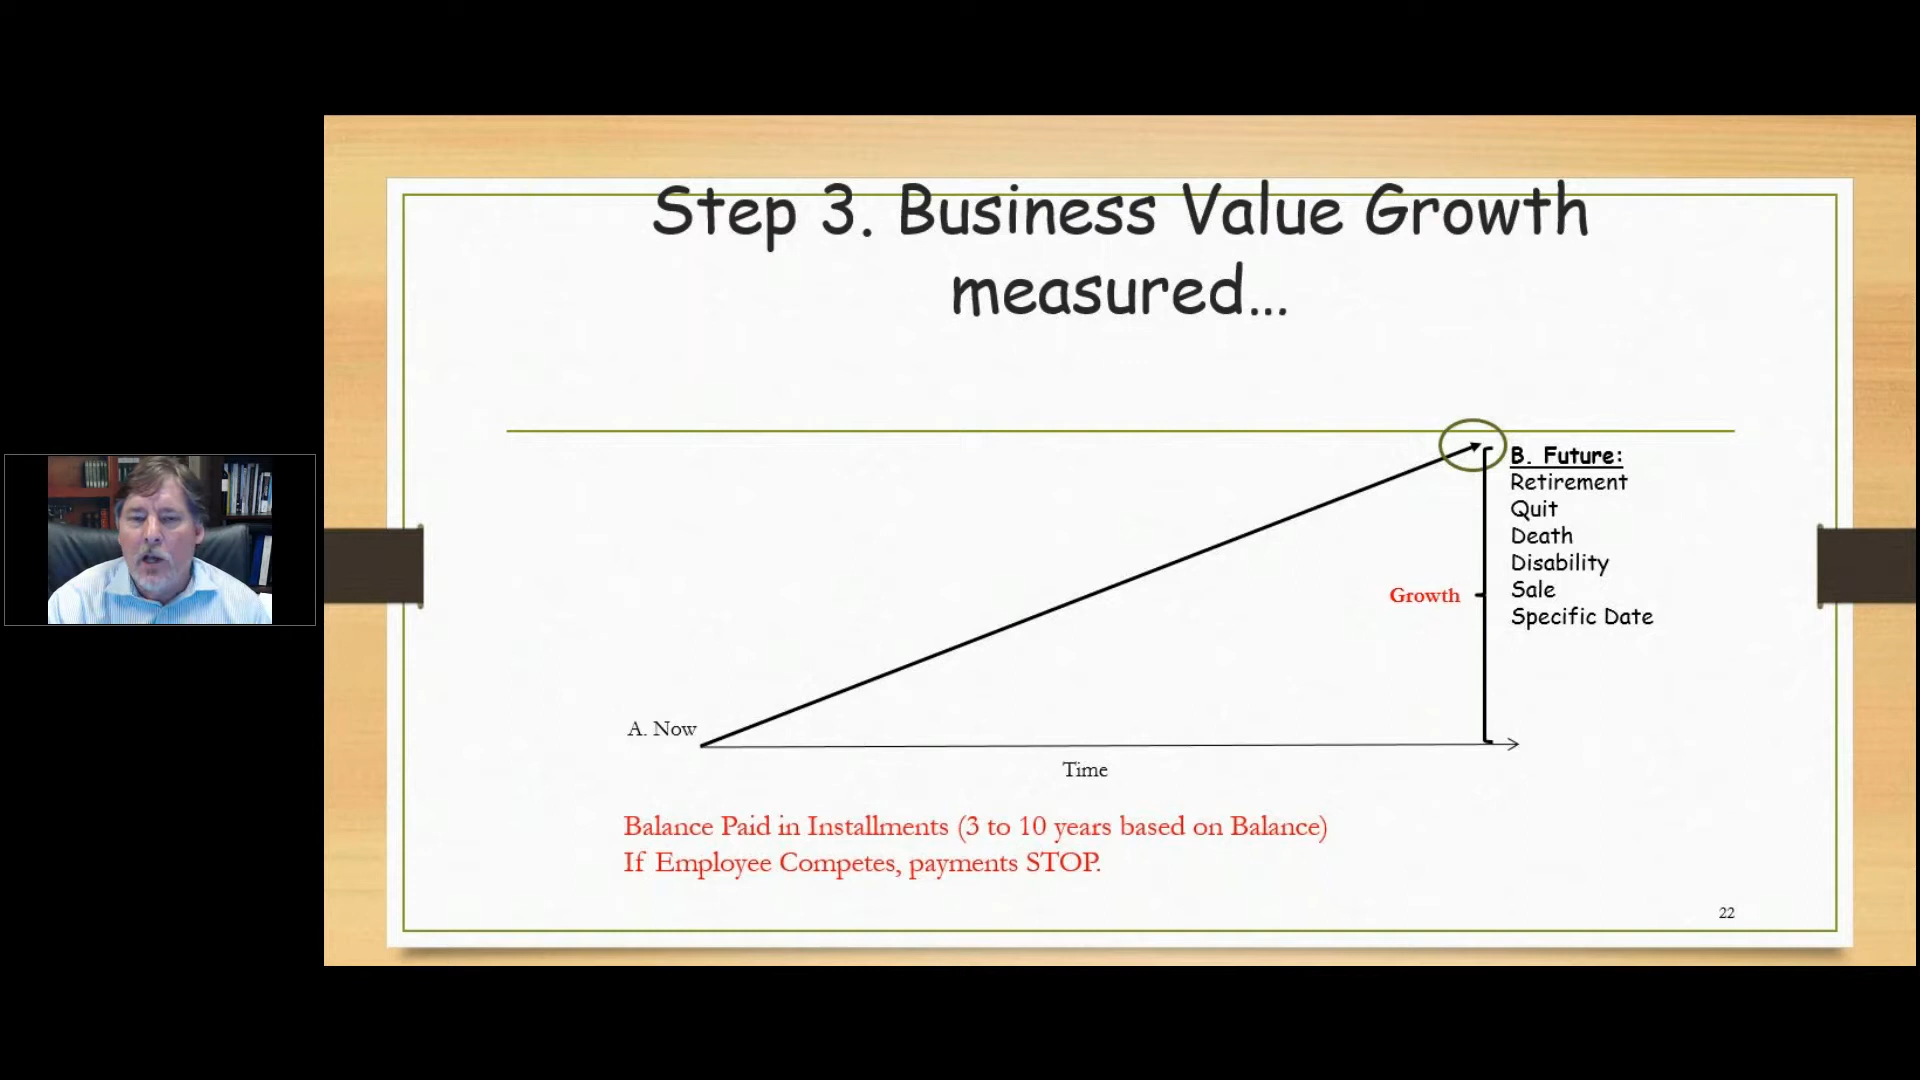 Step 3. Business Value Growth
measured...
B. Future:
Retirement
Quit
Death
Disability
Sale
Specific Date
Growth
A. Now
Time
Balance Paid in Installments (3 to 10 years based on Balance)
If Employee Competes, payments STOP.
22